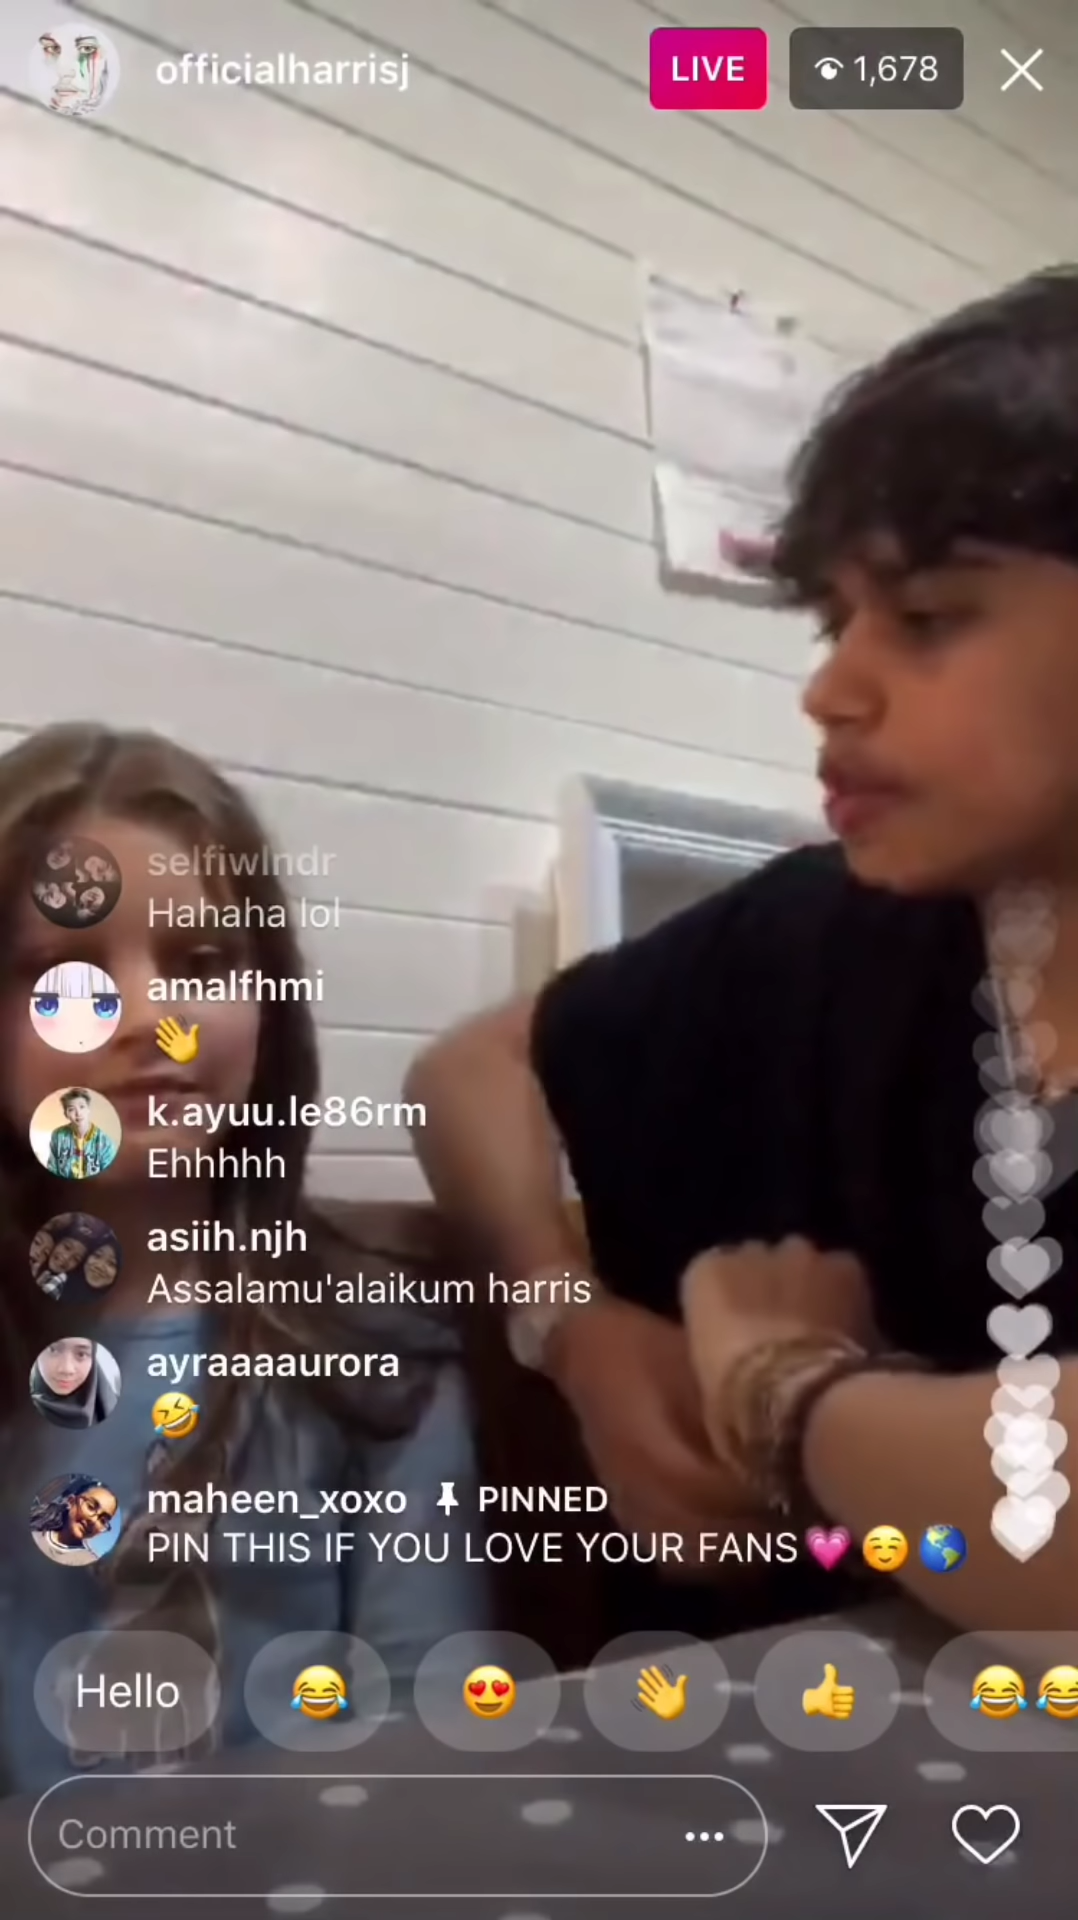 officialharrisj
LIVE
1,678
selfiwlndr
Hahaha lol
amalfhmi
👋
k.ayuu.le86rm
Ehhhhh
asiih.njh
Assalamu'alaikum harris
ayraaaaurora
🤣
maheen_xoxo 📌 PINNED
PIN THIS IF YOU LOVE YOUR FANS💗☺️🌎
Hello 😂 😍 👋 👍 😂😂
Comment